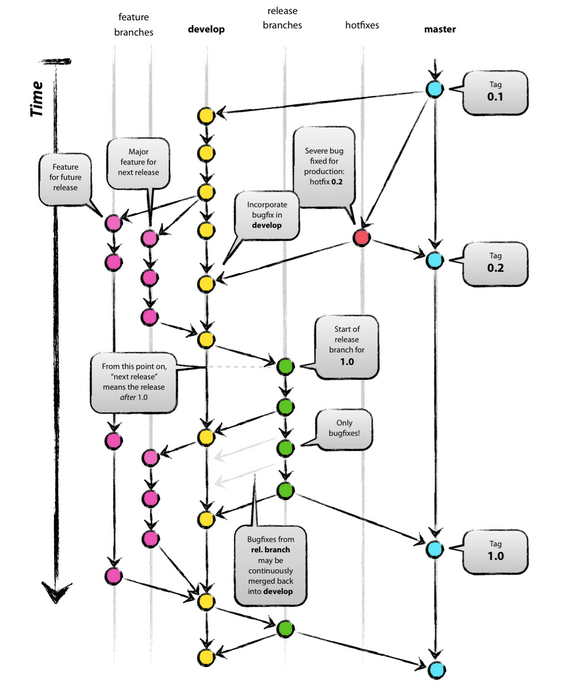 feature
branches
develop
release
branches
hotfixes
master
Time
Tag
0.1
Major
feature for
next release
Feature
for future
release
Severe bug
fixed for
production:
hotfix 0.2
Incorporate
bugfix in
develop
Tag
0.2
Start of
release
branch for
1.0
From this point on,
“next release”
means the release
after 1.0
Only
bugfixes!
Bugfixes from
rel. branch
may be
continuously
merged back
into develop
Tag
1.0